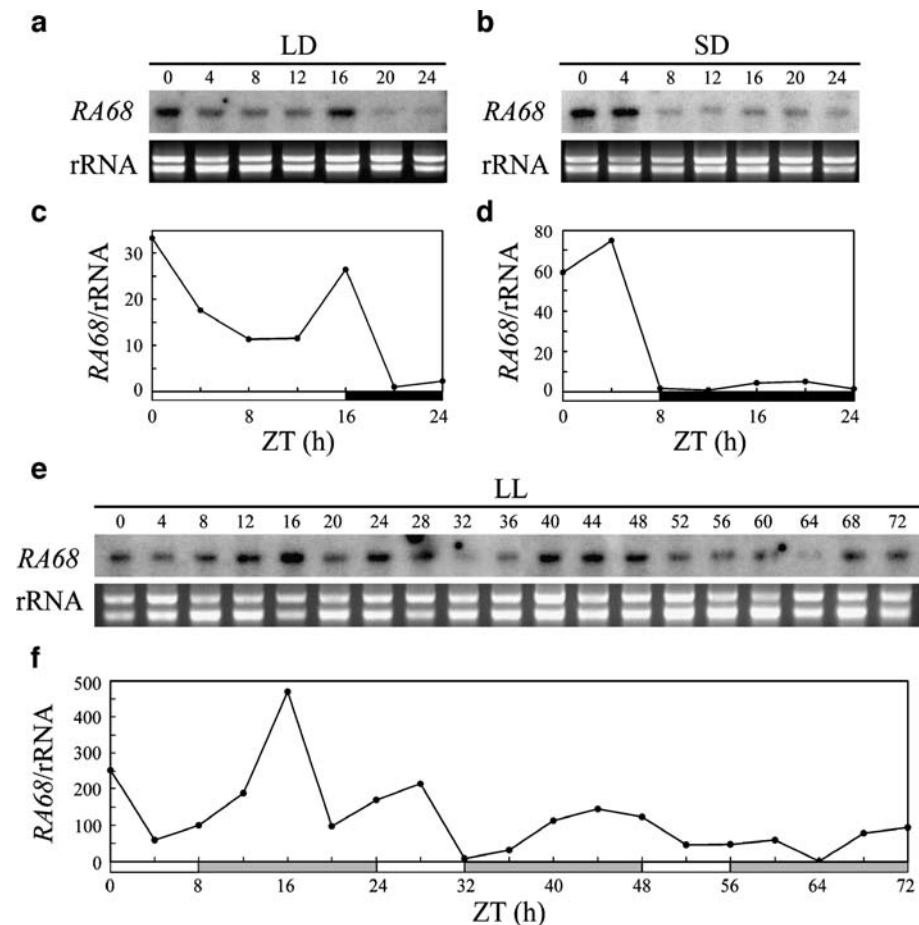 a
LD
0 4 8 12 16 20 24
RA68
rRNA
b
SD
0 4 8 12 16 20 24
RA68
rRNA
c
RA68/rRNA
30
20
10
0
0 8 16 24
ZT (h)
d
RA68/rRNA
80
60
40
20
0
0 8 16 24
ZT (h)
e
LL
0 4 8 12 16 20 24 28 32 36 40 44 48 52 56 60 64 68 72
RA68
rRNA
f
RA68/rRNA
500
400
300
200
100
0
0 8 16 24 32 40 48 56 64 72
ZT (h)